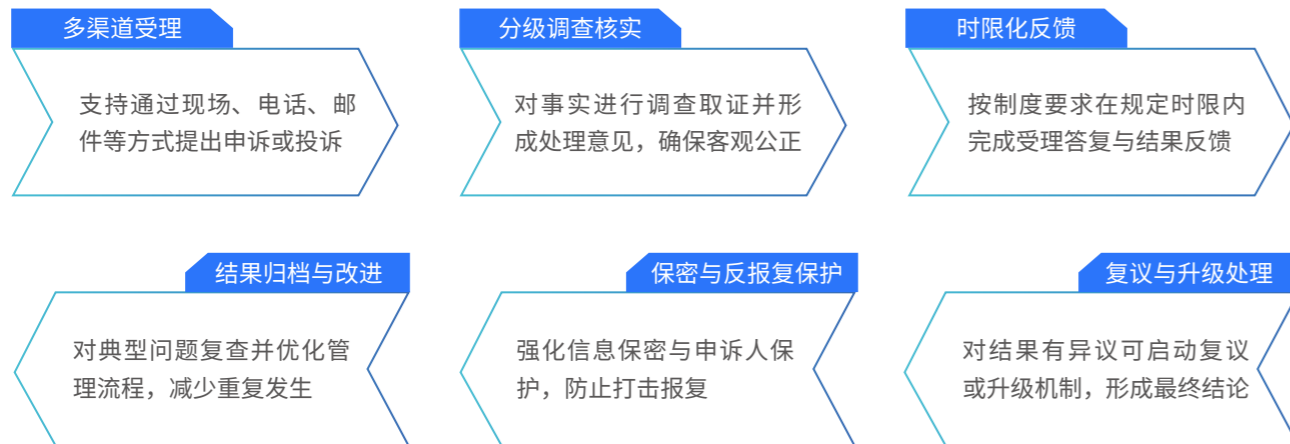 多渠道受理
支持通过现场、电话、邮
件等方式提出申诉或投诉
分级调查核实
对事实进行调查取证并形
成处理意见，确保客观公正
时限化反馈
按制度要求在规定时限内
完成受理答复与结果反馈
结果归档与改进
对典型问题复查并优化管
理流程，减少重复发生
保密与反报复保护
强化信息保密与申诉人保
护，防止打击报复
复议与升级处理
对结果有异议可启动复议
或升级机制，形成最终结论